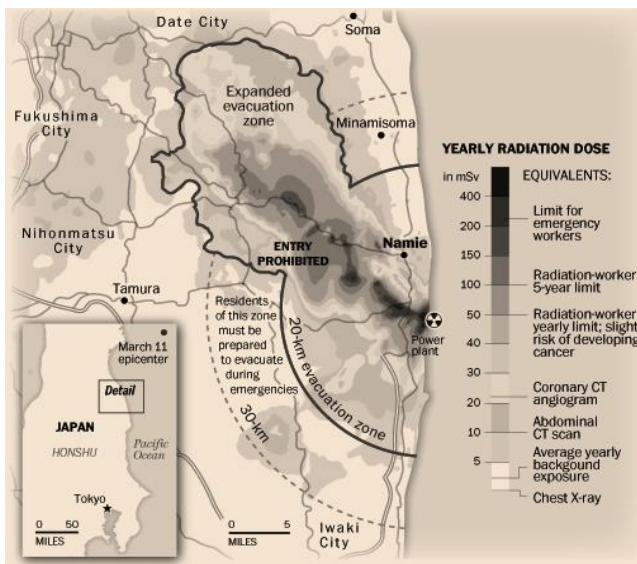 Date City
Soma
Expanded
evacuation
zone
Fukushima
City
Minamisoma
Nihonmatsu
City
ENTRY
PROHIBITED
Namie
Tamura
Residents
of this zone
must be
prepared
to evacuate
during
emergencies
20-km evacuation zone
30-km
Power
plant
Iwaki
City
0 5
MILES
March 11
epicenter
Detail
JAPAN
HONSHU
Pacific
Ocean
Tokyo
0 50
MILES
YEARLY RADIATION DOSE
in mSv
EQUIVALENTS:
400
200
150
100
50
40
30
20
10
5
Limit for
emergency
workers
Radiation-worker
5-year limit
Radiation-worker
yearly limit; slight
risk of developing
cancer
Coronary CT
angiogram
Abdominal
CT scan
Average yearly
backgound
exposure
Chest X-ray